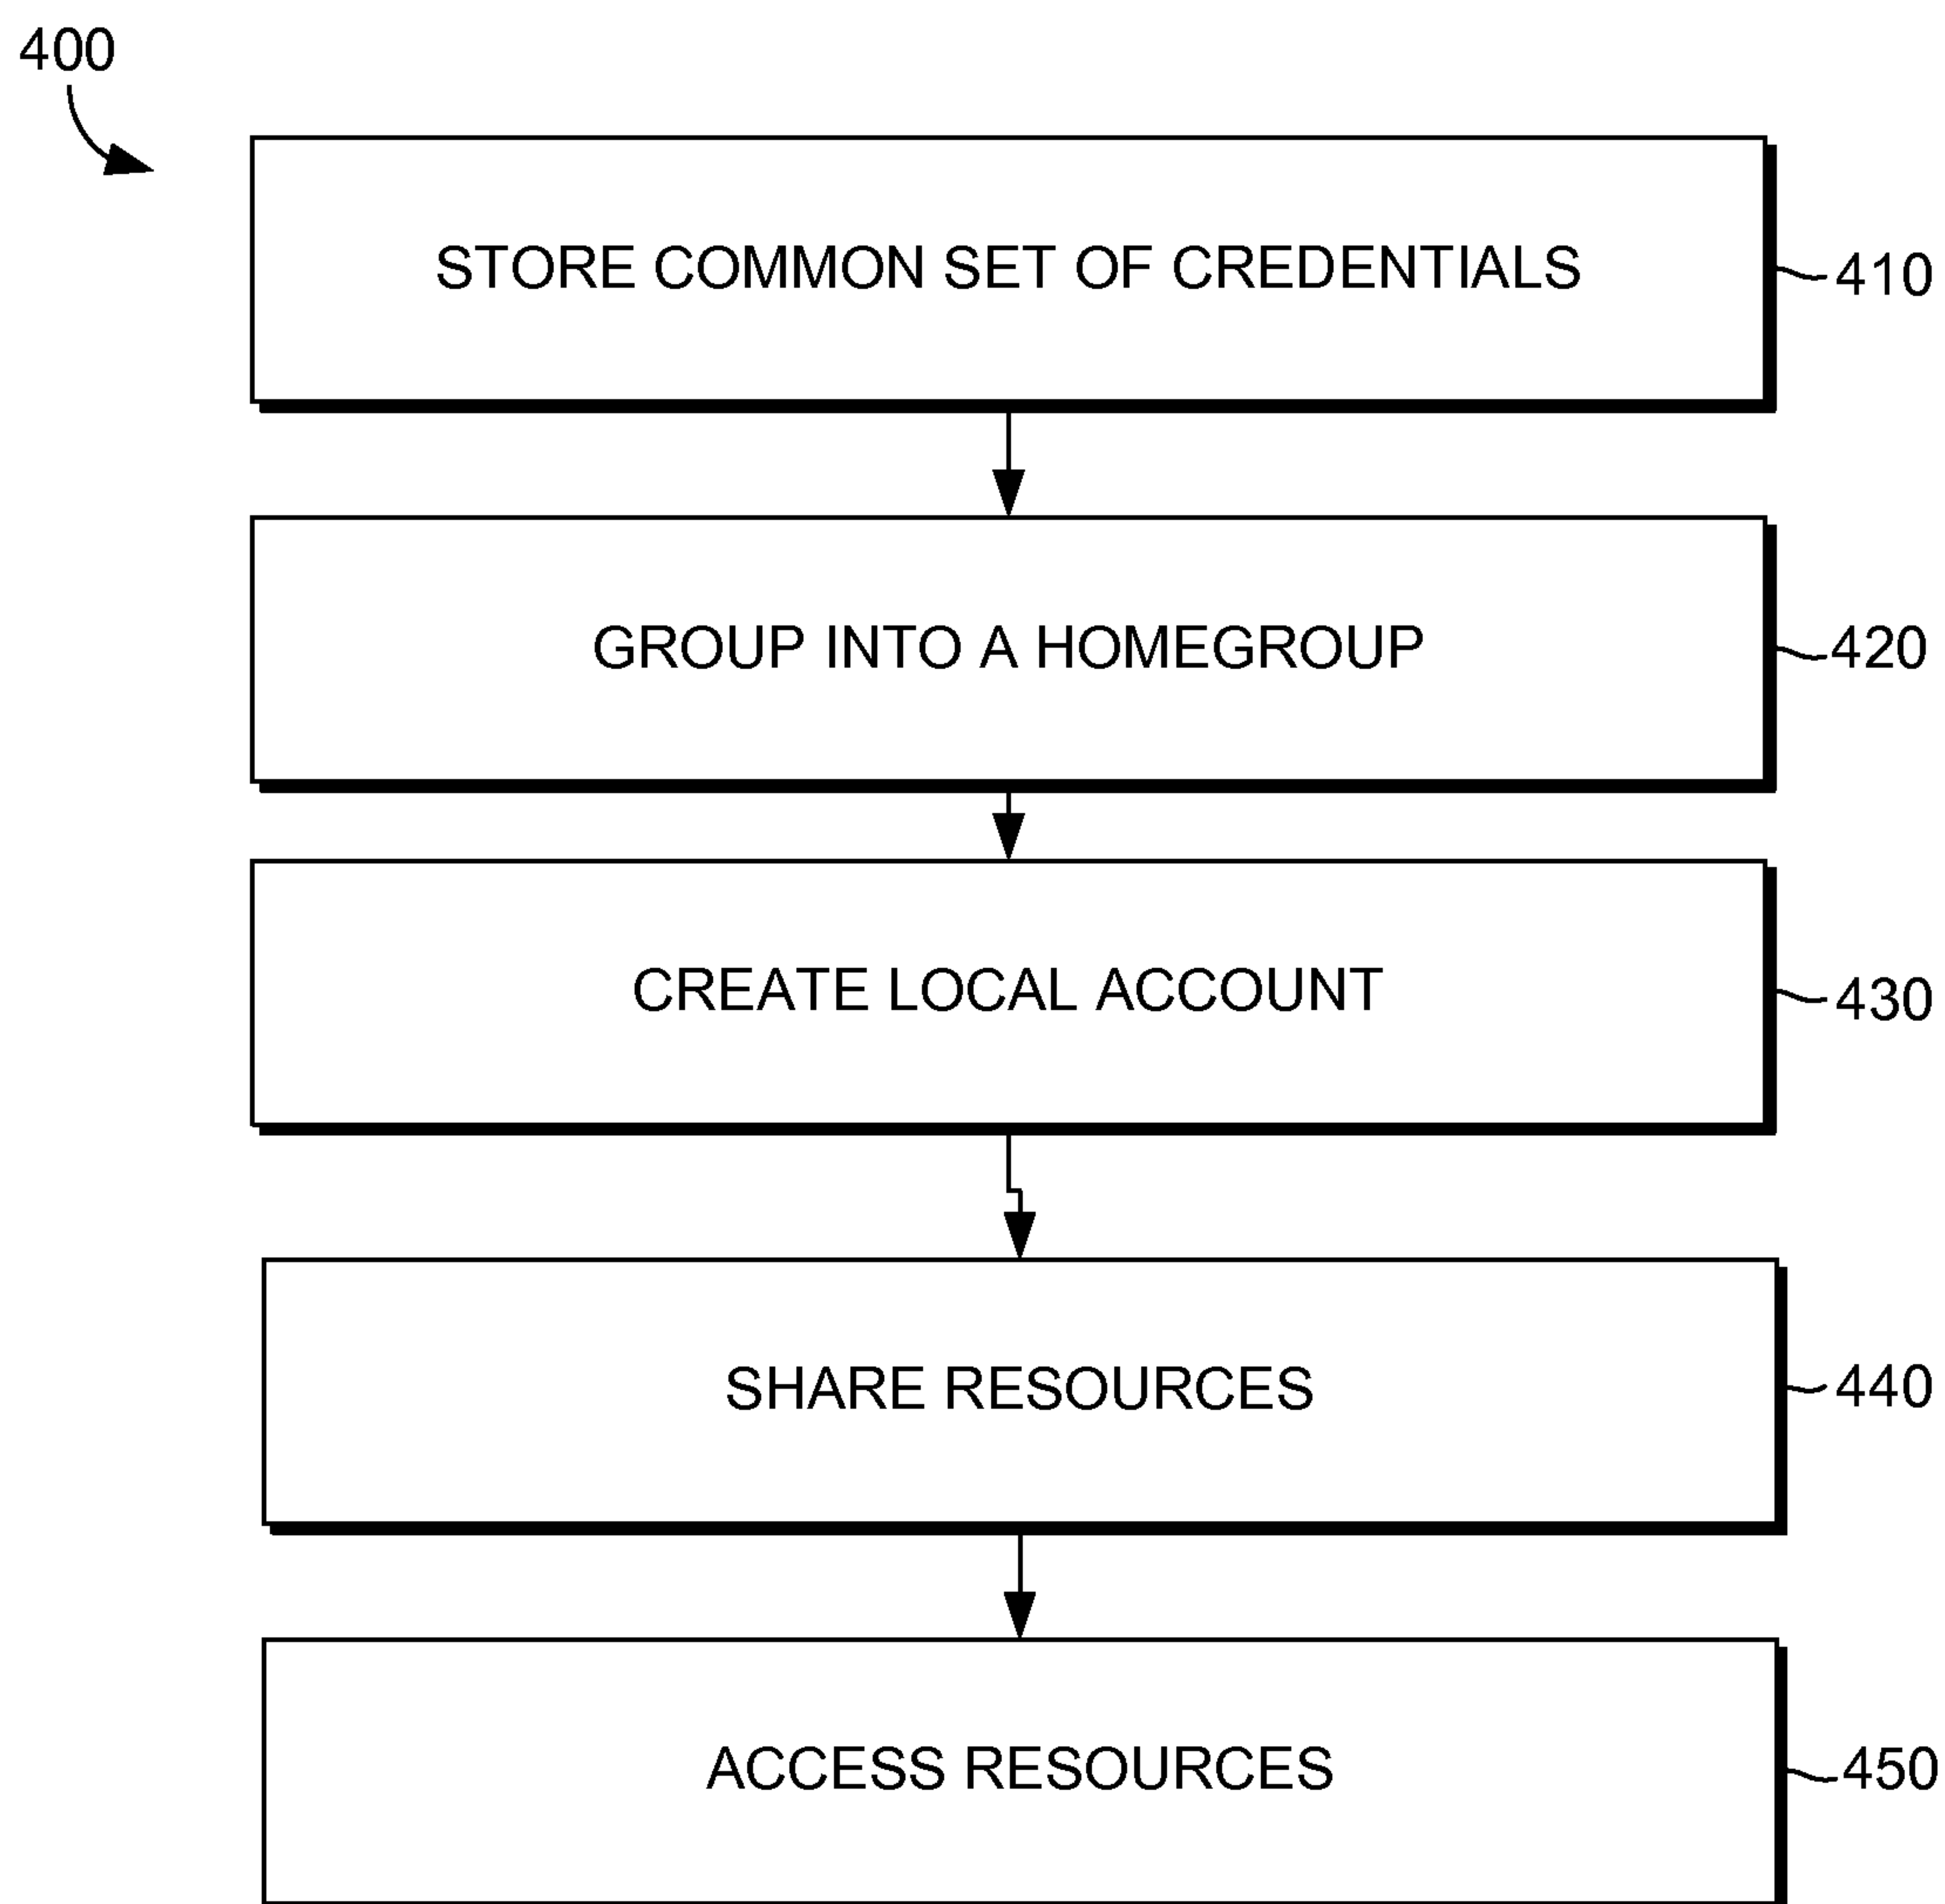 400
STORE COMMON SET OF CREDENTIALS
410
GROUP INTO A HOMEGROUP
420
CREATE LOCAL ACCOUNT
430
SHARE RESOURCES
440
ACCESS RESOURCES
450